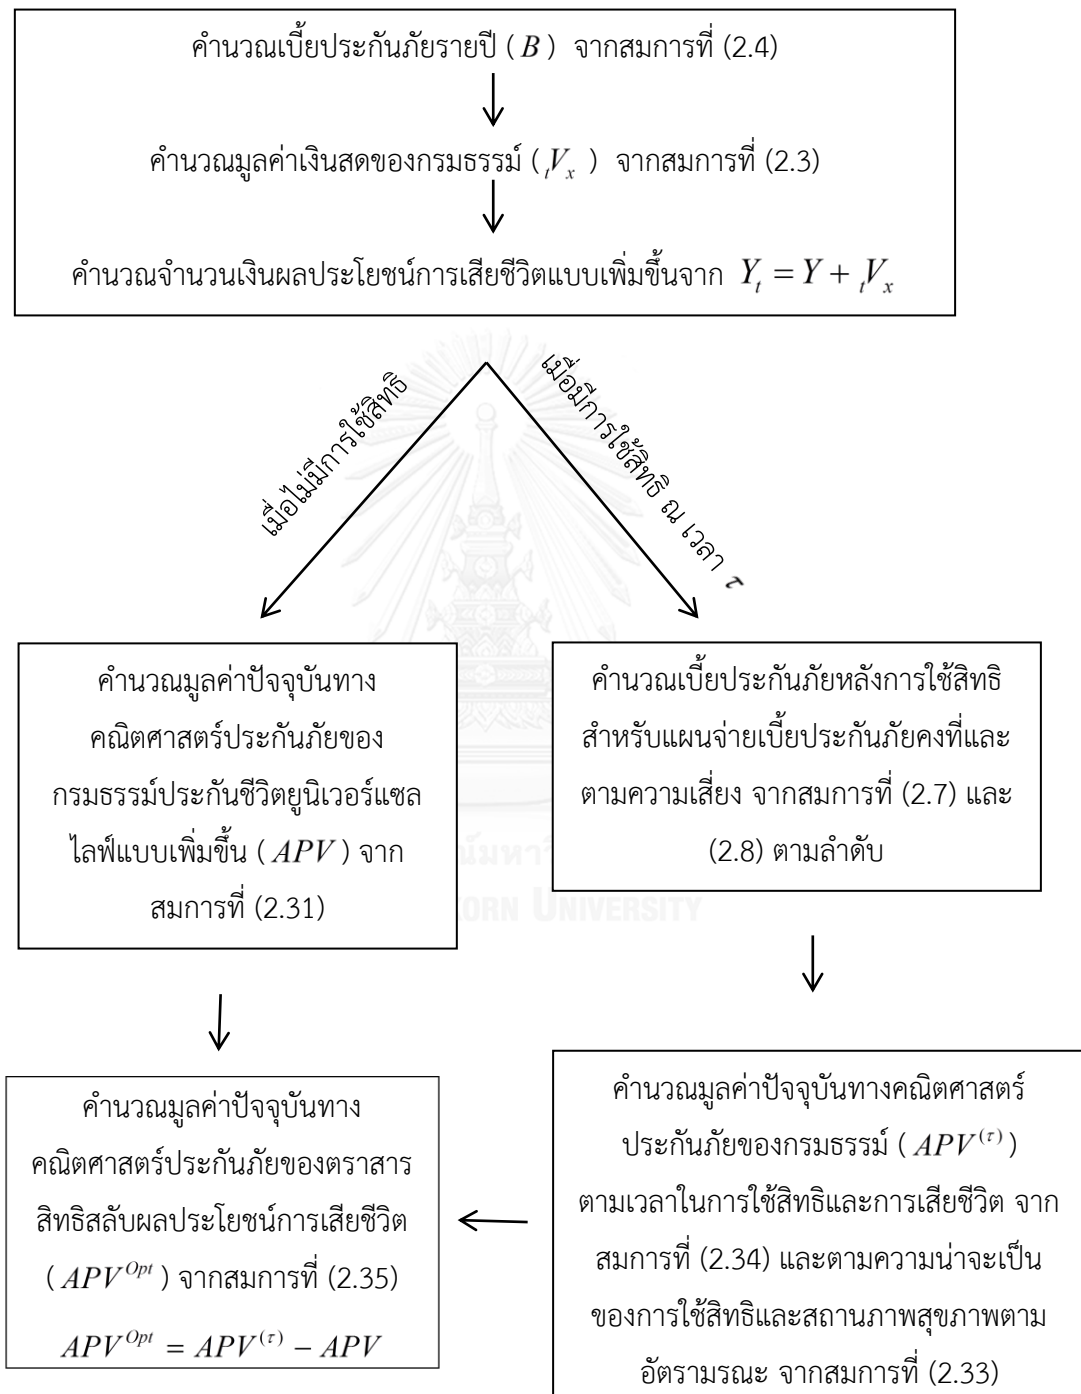 คำนวณเบี้ยประกันภัยรายปี ( B ) จากสมการที่ (2.4)
คำนวณมูลค่าเงินสดของกรมธรรม์ ( ₜVₓ ) จากสมการที่ (2.3)
คำนวณจำนวนเงินผลประโยชน์การเสียชีวิตแบบเพิ่มขึ้นจาก Yₜ = Y + ₜVₓ
เมื่อไม่มีการใช้สิทธิ
เมื่อมีการใช้สิทธิ ณ เวลา τ
คำนวณมูลค่าปัจจุบันทาง
คณิตศาสตร์ประกันภัยของ
กรมธรรม์ประกันชีวิตยูนิเวอร์แซล
ไลฟ์แบบเพิ่มขึ้น ( APV ) จาก
สมการที่ (2.31)
คำนวณเบี้ยประกันภัยหลังการใช้สิทธิ
สำหรับแผนจ่ายเบี้ยประกันภัยคงที่และ
ตามความเสี่ยง จากสมการที่ (2.7) และ
(2.8) ตามลำดับ
ORN UNIVERSITY
คำนวณมูลค่าปัจจุบันทาง
คณิตศาสตร์ประกันภัยของตราสาร
สิทธิสลับผลประโยชน์การเสียชีวิต
( APV^{Opt} ) จากสมการที่ (2.35)
APV^{Opt} = APV^{(τ)} − APV
คำนวณมูลค่าปัจจุบันทางคณิตศาสตร์
ประกันภัยของกรมธรรม์ ( APV^{(τ)} )
ตามเวลาในการใช้สิทธิและการเสียชีวิต จาก
สมการที่ (2.34) และตามความน่าจะเป็น
ของการใช้สิทธิและสถานภาพสุขภาพตาม
อัตรามรณะ จากสมการที่ (2.33)